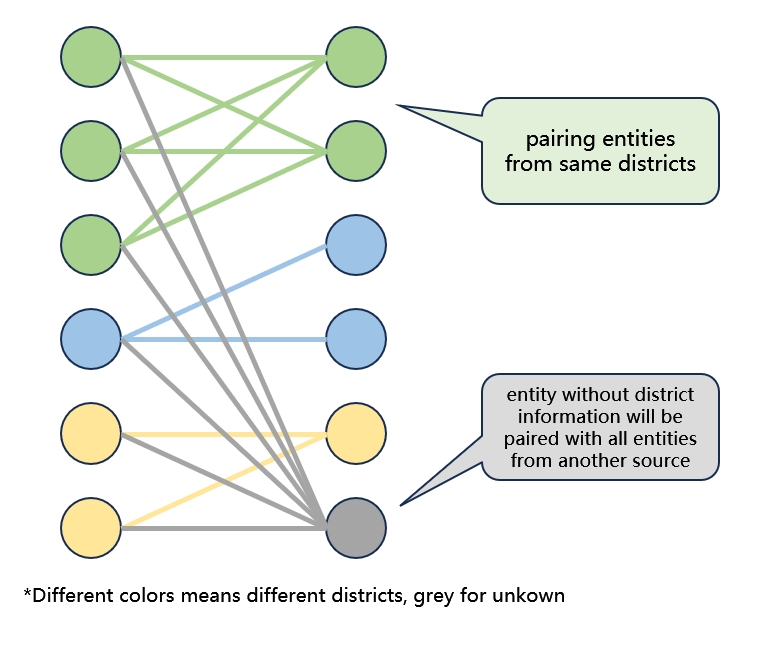 pairing entities
from same districts
entity without district
information will be
paired with all entities
from another source
*Different colors means different districts, grey for unkown